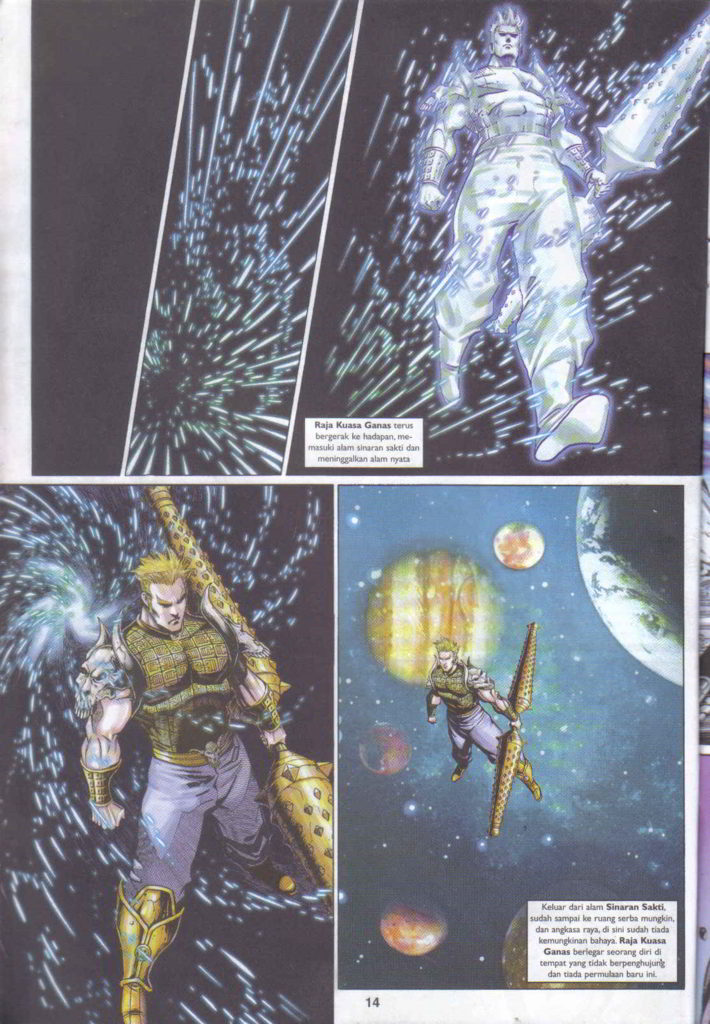 Raja Kuasa Ganas terus
bergerak ke hadapan, me-
masuki alam sinaran sakti dan
meninggalkan alam nyata
Keluar dari alam Sinaran Sakti,
sudah sampai ke ruang serba mungkin,
dan angkasa raya, di sini sudah tiada
kemungkinan bahaya. Raja Kuasa
Ganas berlegar seorang diri di
tempat yang tidak berpenghujung
dan tiada permulaan baru ini.
14